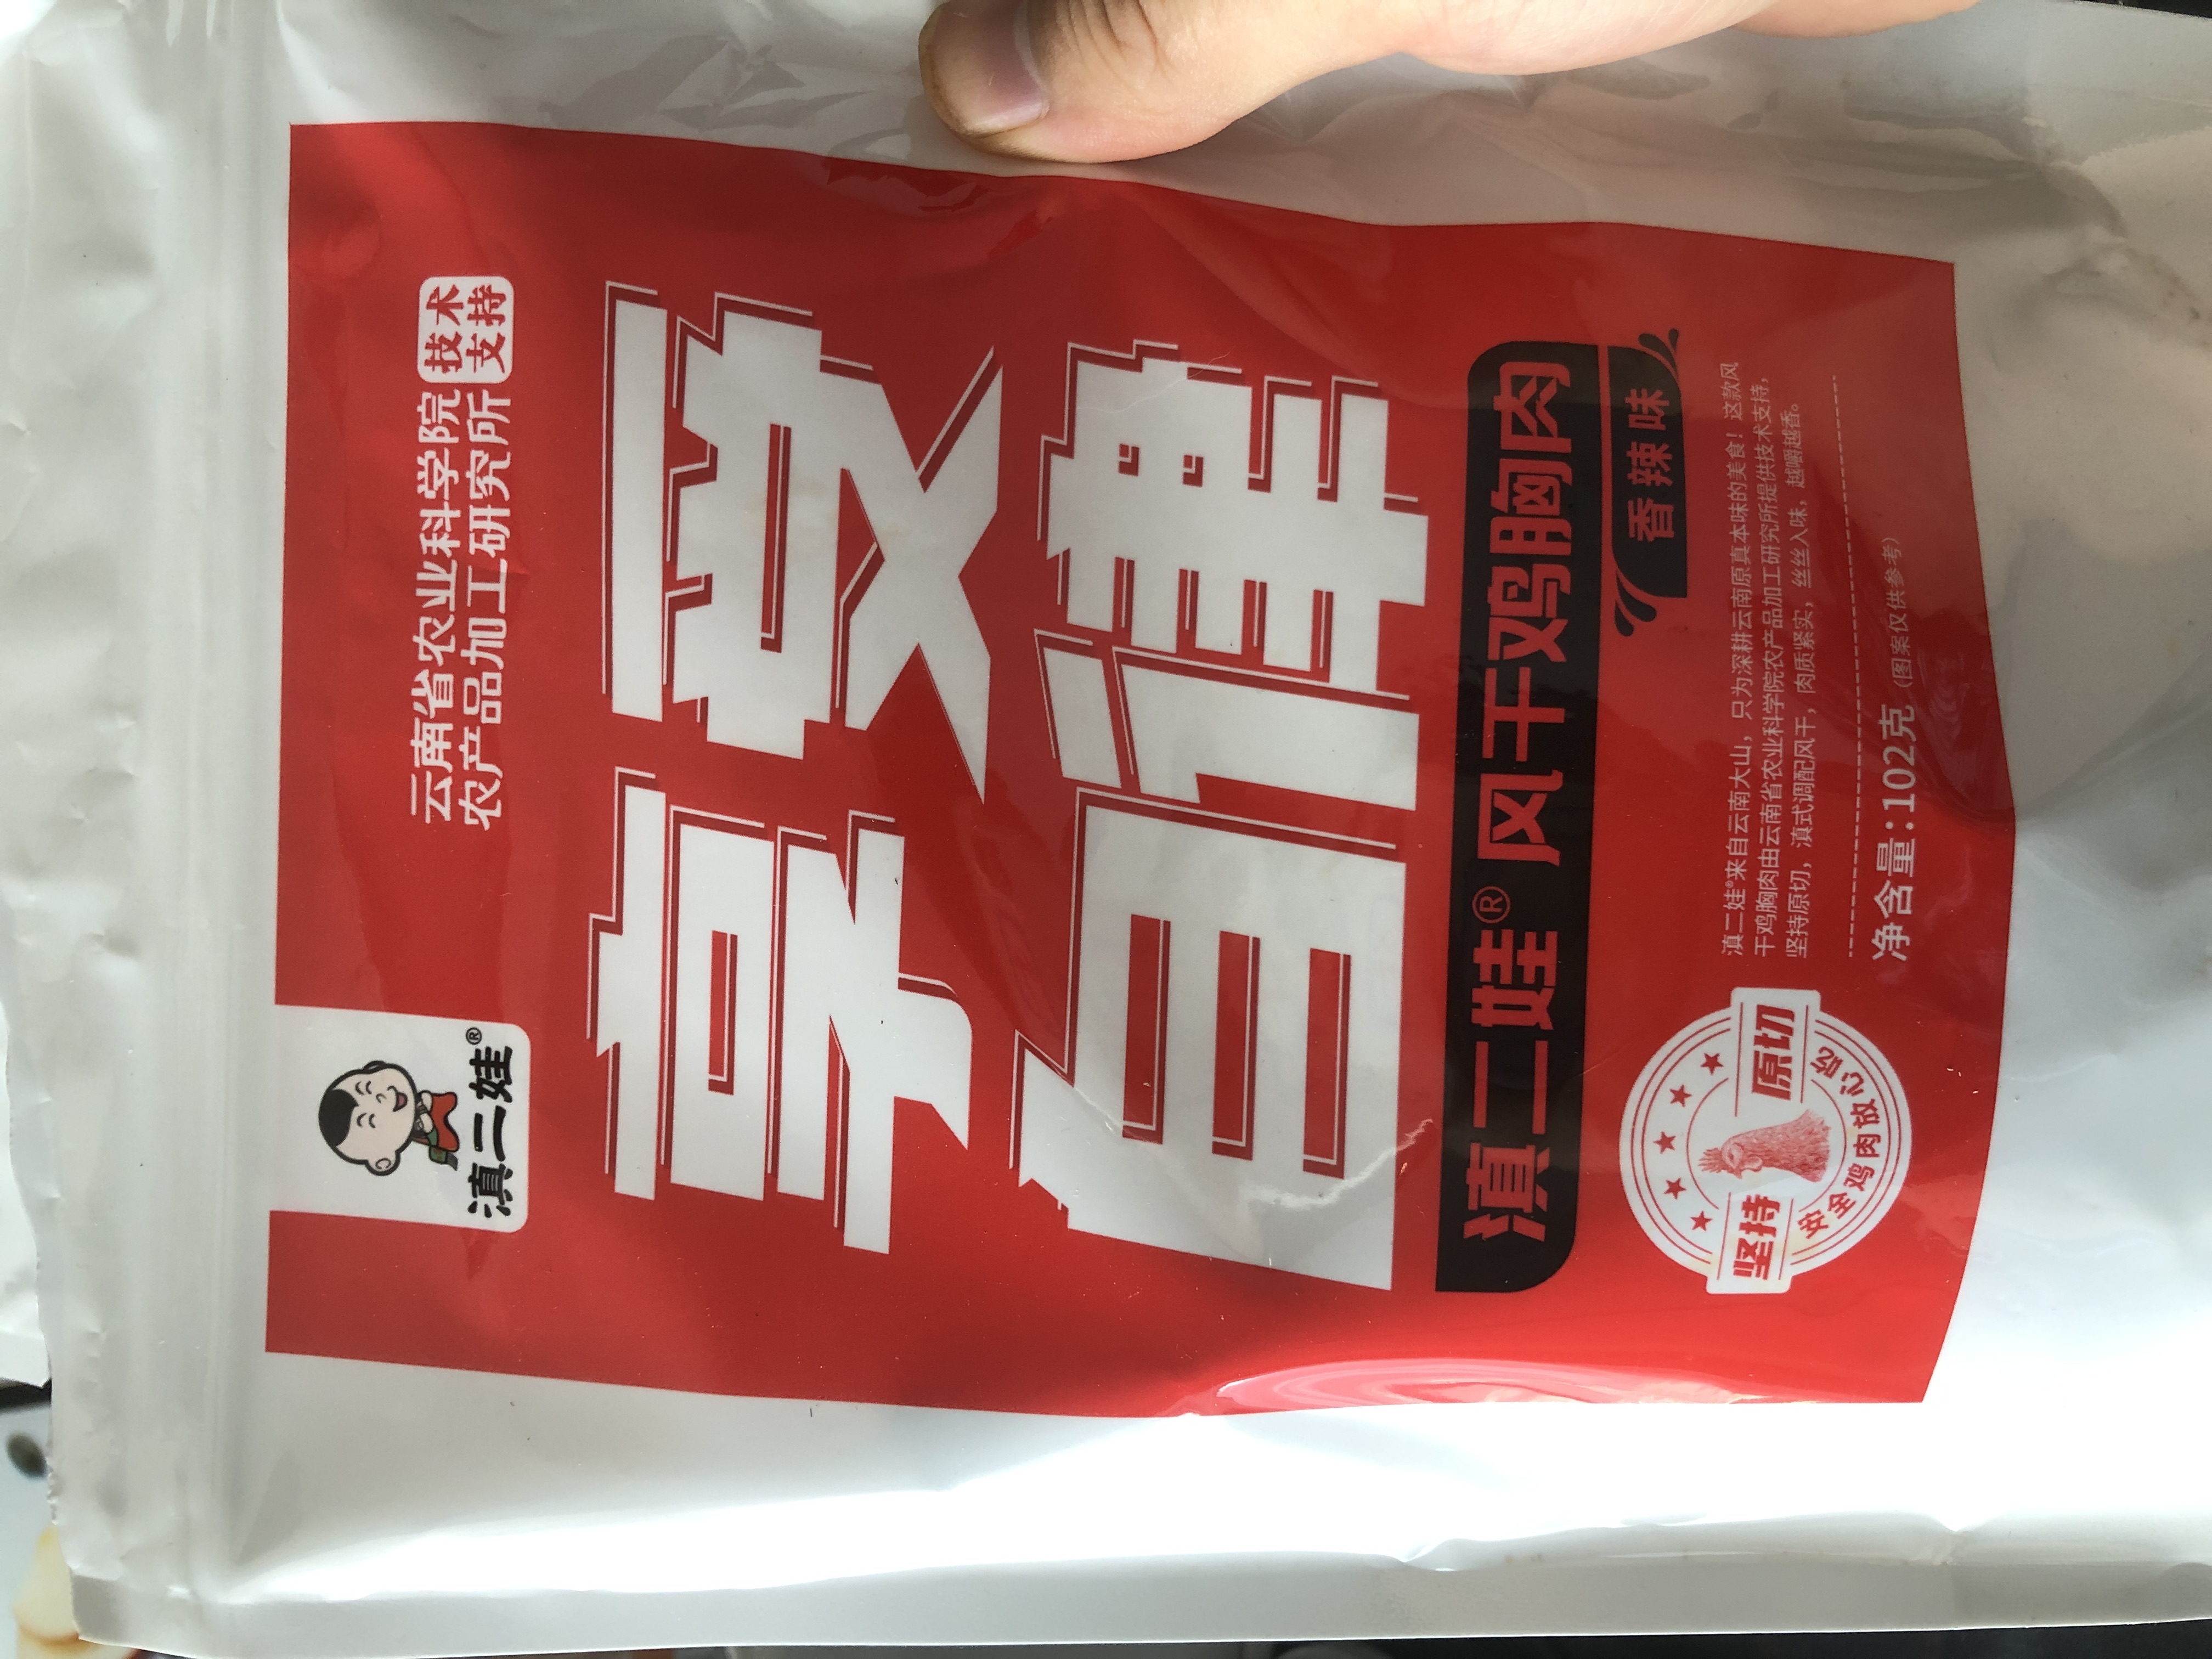 滇二娃®
云南省农业科学院
农产品加工研究所
技术
支持
享受
自律
滇二娃® 风干鸡胸肉
香辣味
坚持 原切
安全鸡肉放心吃
滇二娃®来自云南大山，只为深耕云南原真本味的美食！这款风
干鸡胸肉由云南省农业科学院农产品加工研究所提供技术支持，
坚持原切，滇式调配风干，肉质紧实，丝丝入味，越嚼越香。
净含量:102克（图案仅供参考）